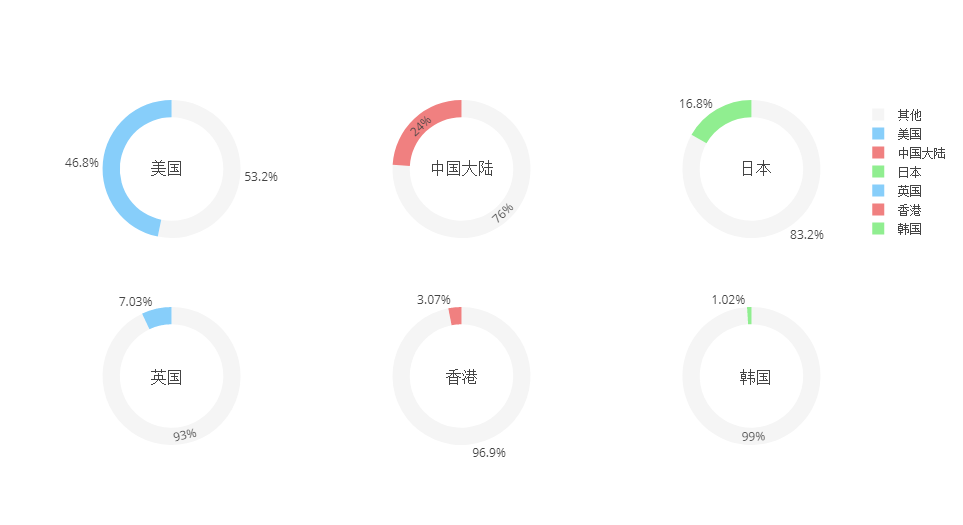 46.8%
美国
53.2%
24%
中国大陆
76%
16.8%
日本
83.2%
其他
美国
中国大陆
日本
英国
香港
韩国
7.03%
英国
93%
3.07%
香港
96.9%
1.02%
韩国
99%